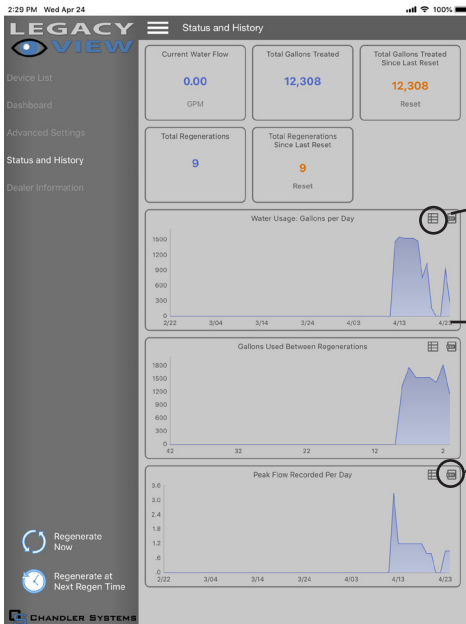 2:29 PM Wed Apr 24
100%
LEGACY
VIEW
Device List
Dashboard
Advanced Settings
Status and History
Dealer Information
Regenerate
Now
Regenerate at
Next Regen Time
CHANDLER SYSTEMS
Status and History
Current Water Flow
0.00
GPM
Total Gallons Treated
12,308
Total Gallons Treated
Since Last Reset
12,308
Reset
Total Regenerations
9
Total Regenerations
Since Last Reset
9
Reset
Water Usage: Gallons per Day
1500
1200
900
600
300
0
2/22 3/04 3/14 3/24 4/03 4/13 4/23
Gallons Used Between Regenerations
1800
1500
1200
900
600
300
0
42 32 22 12 2
Peak Flow Recorded Per Day
3.6
3.0
2.4
1.8
1.2
.6
.0
2/22 3/04 3/14 3/24 4/03 4/13 4/23